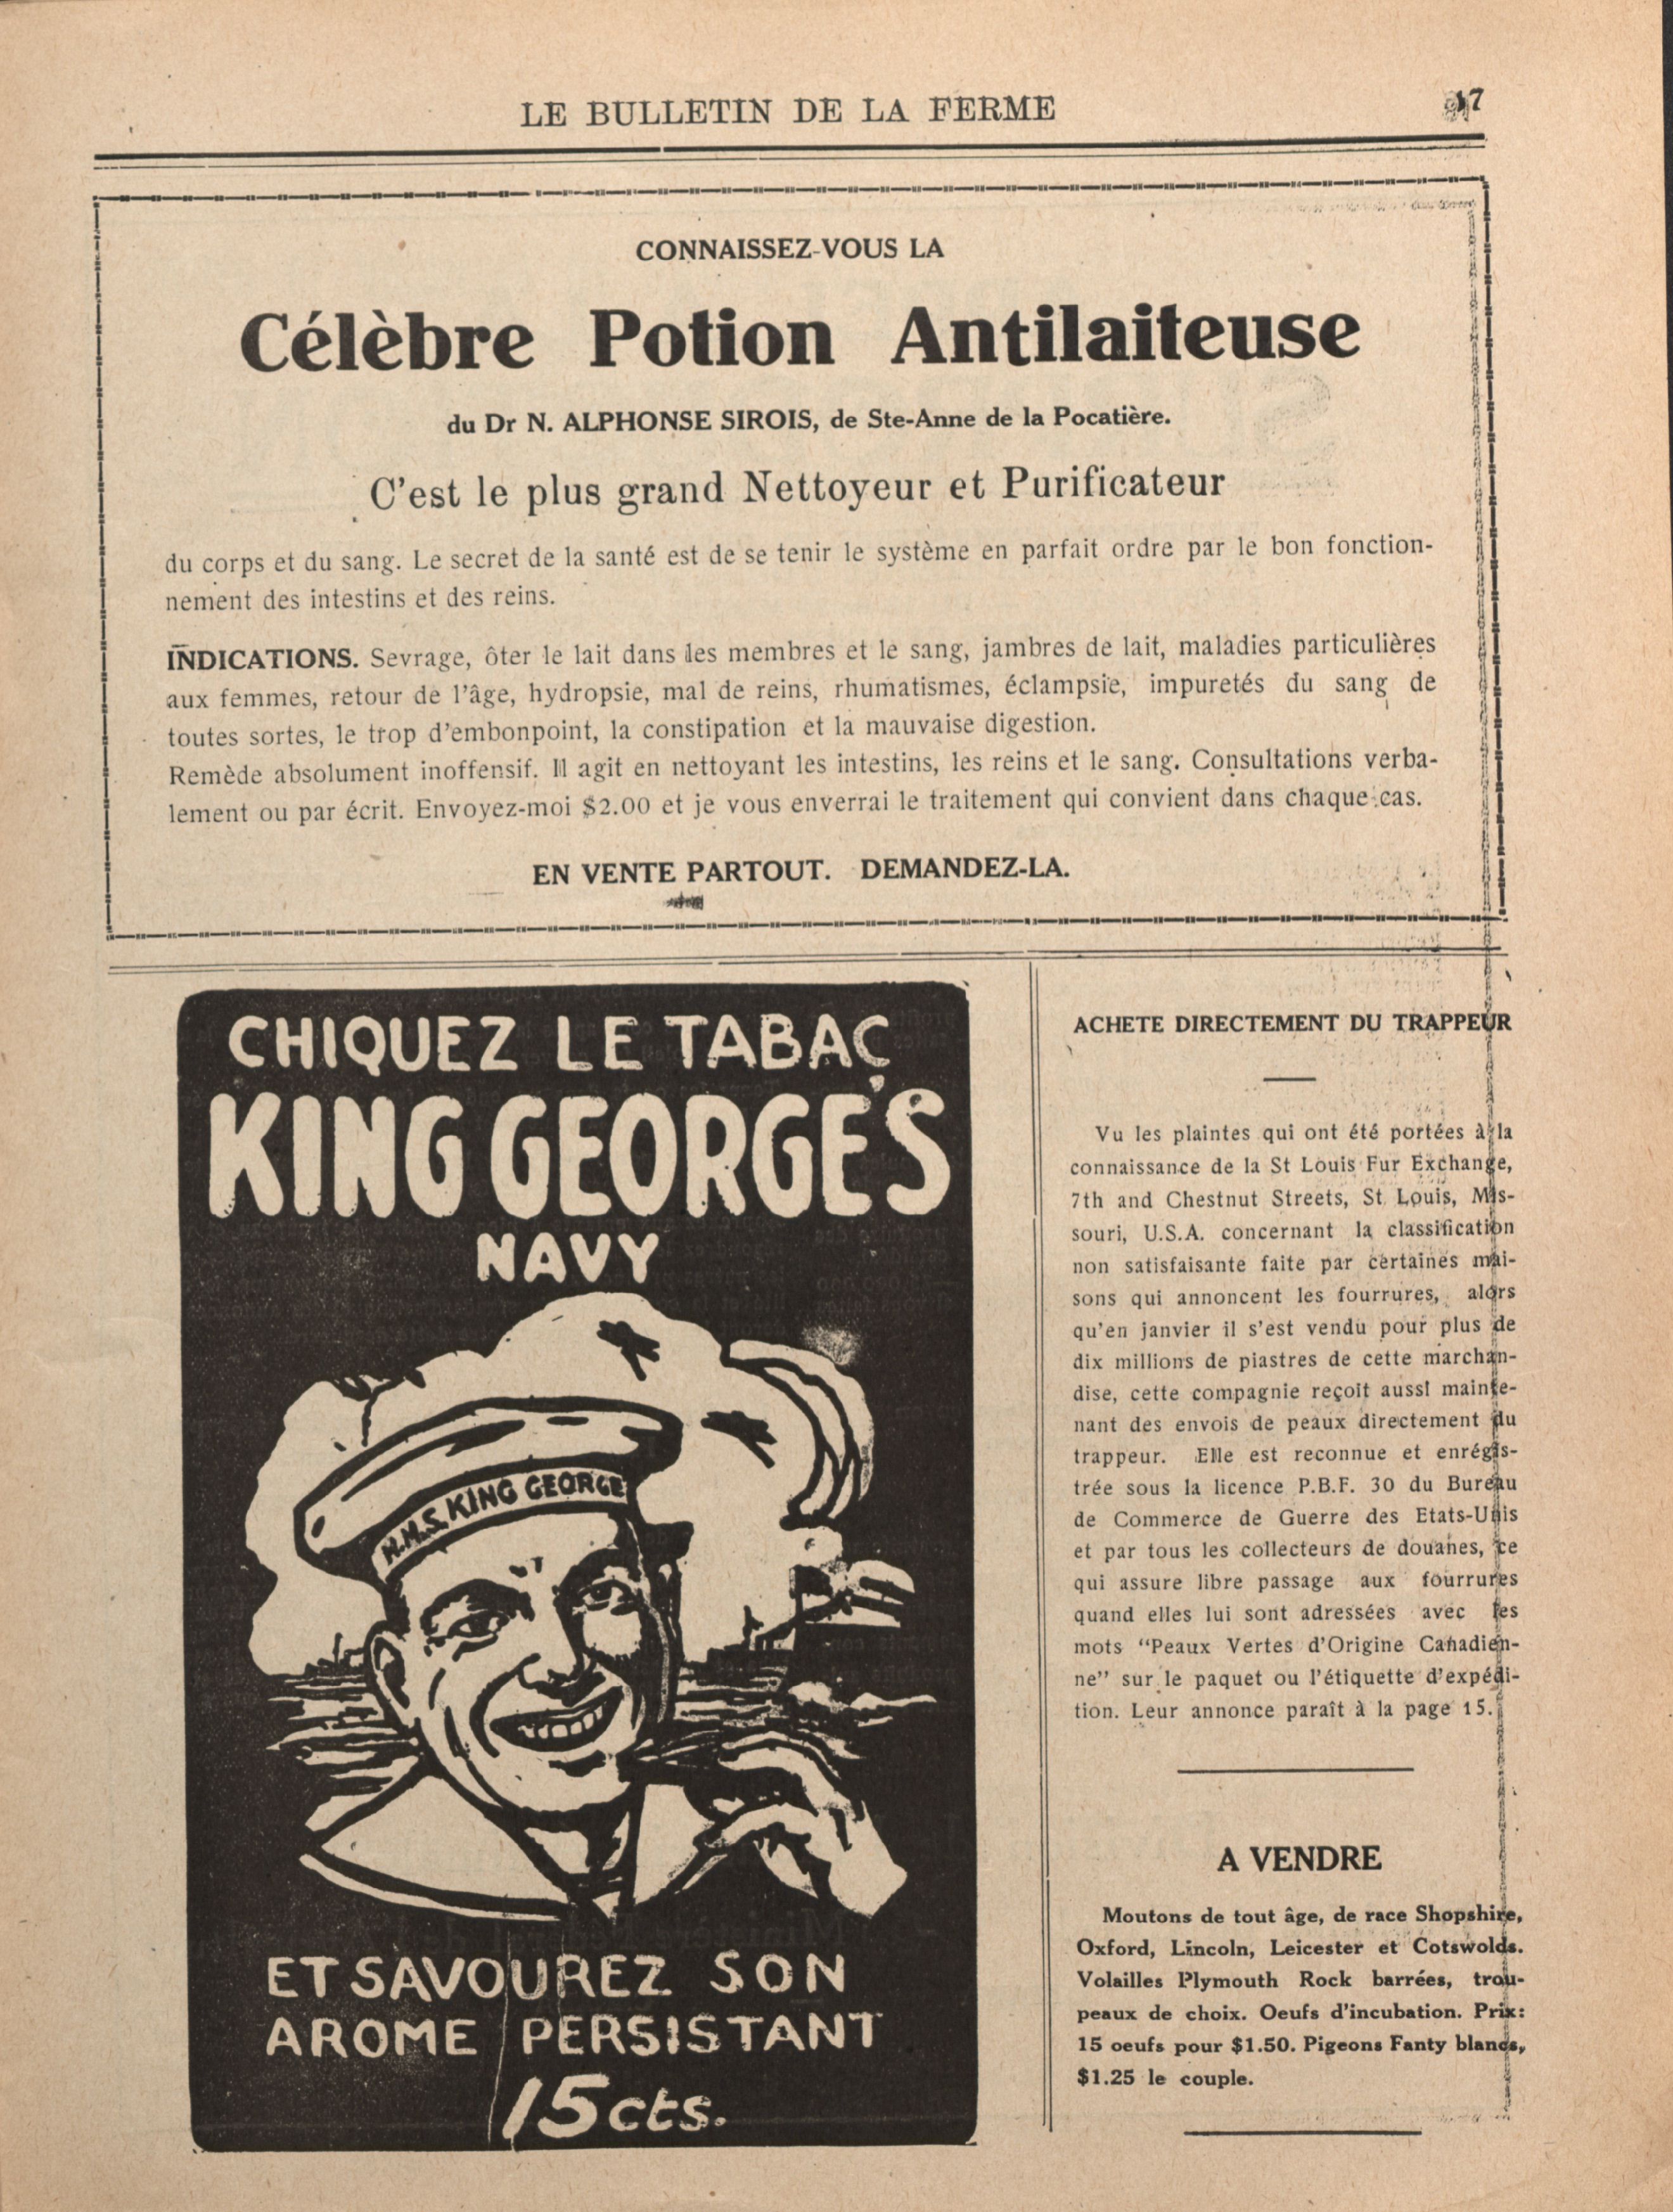 LE BULLETIN DE LA FERME
17
CONNAISSEZ-VOUS LA
Célèbre Potion Antilaiteuse
du Dr N. ALPHONSE SIROIS, de Ste-Anne de la Pocatière.
C'est le plus grand Nettoyeur et Purificateur
du corps et du sang. Le secret de la santé est de se tenir le système en parfait ordre par le bon fonction-
nement des intestins et des reins.
INDICATIONS. Sevrage, ôter le lait dans les membres et le sang, jambres de lait, maladies particulières
aux femmes, retour de l'âge, hydropsie, mal de reins, rhumatismes, éclampsie, impuretés du sang de
toutes sortes, le trop d'embonpoint, la constipation et la mauvaise digestion.
Remède absolument inoffensif. Il agit en nettoyant les intestins, les reins et le sang. Consultations verba-
lement ou par écrit. Envoyez-moi $2.00 et je vous enverrai le traitement qui convient dans chaque cas.
EN VENTE PARTOUT. DEMANDEZ-LA.
CHIQUEZ LE TABAC
KING GEORGE'S
NAVY
H.M.S. KING GEORGE
ET SAVOUREZ SON
AROME PERSISTANT
15 cts.
ACHETE DIRECTEMENT DU TRAPPEUR
Vu les plaintes qui ont été portées à la
connaissance de la St Louis Fur Exchange,
7th and Chestnut Streets, St. Louis, Mis-
souri, U.S.A. concernant la classification
non satisfaisante faite par certaines mai-
sons qui annoncent les fourrures, alors
qu'en janvier il s'est vendu pour plus de
dix millions de piastres de cette marchan-
dise, cette compagnie reçoit aussi mainte-
nant des envois de peaux directement du
trappeur. Elle est reconnue et enrégis-
trée sous la licence P.B.F. 30 du Bureau
de Commerce de Guerre des Etats-Unis
et par tous les collecteurs de douanes, ce
qui assure libre passage aux fourrures
quand elles lui sont adressées avec les
mots "Peaux Vertes d'Origine Canadien-
ne" sur le paquet ou l'étiquette d'expédi-
tion. Leur annonce paraît à la page 15.
A VENDRE
Moutons de tout âge, de race Shopshire,
Oxford, Lincoln, Leicester et Cotswolds.
Volailles Plymouth Rock barrées, trou-
peaux de choix. Oeufs d'incubation. Prix:
15 oeufs pour $1.50. Pigeons Fanty blancs,
$1.25 le couple.